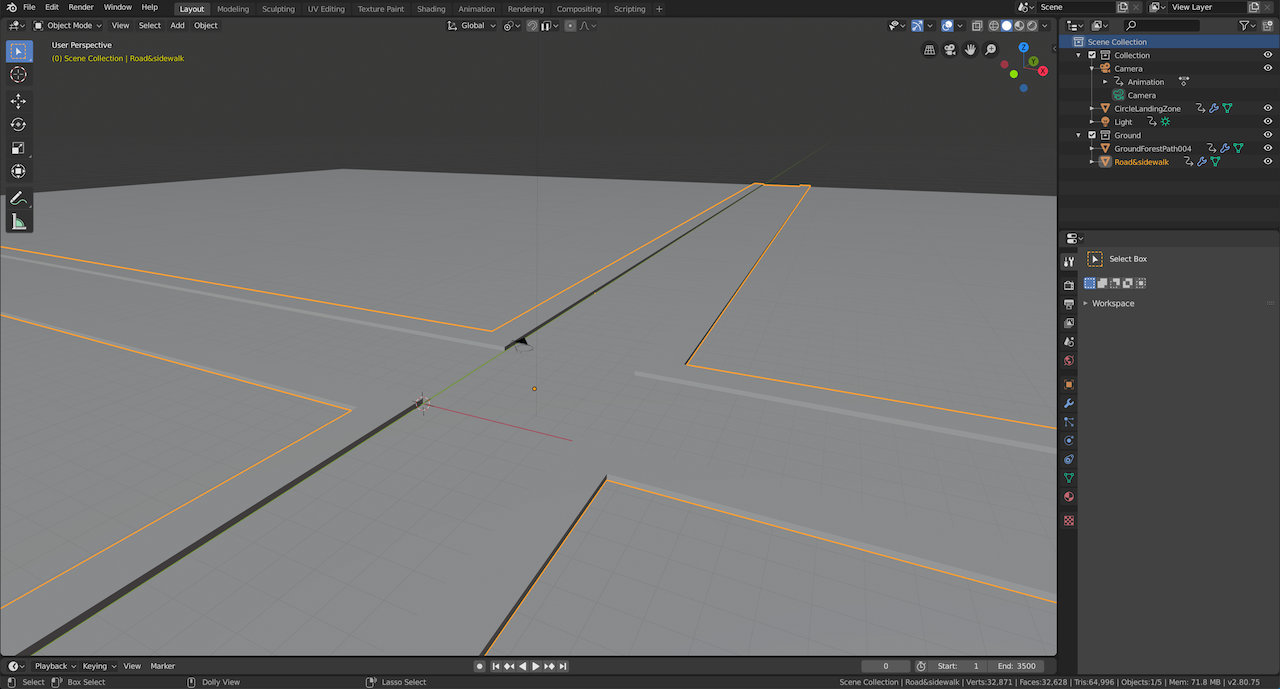 File Edit Render Window Help Layout Modeling Sculpting UV Editing Texture Paint Shading Animation Rendering Compositing Scripting + Scene View Layer
Object Mode View Select Add Object Global
User Perspective
(0) Scene Collection | Road&sidewalk
Z
Y
X
Scene Collection
Collection
Camera
Animation
Camera
CircleLandingZone
Light
Ground
GroundForestPath004
Road&sidewalk
Select Box
Workspace
Playback Keying View Marker 0 Start: 1 End: 3500
Select Box Select Dolly View Lasso Select Scene Collection | Road&sidewalk | Verts:32,871 | Faces:32,628 | Tris:64,996 | Objects:1/5 | Mem: 71.8 MB | v2.80.75